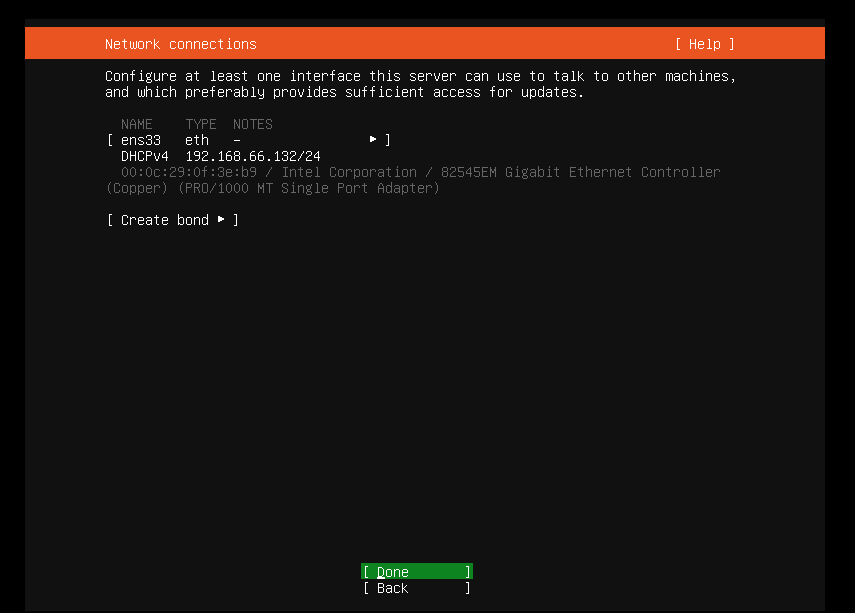 Network connections [ Help ]
Configure at least one interface this server can use to talk to other machines,
and which preferably provides sufficient access for updates.
NAME TYPE NOTES
[ ens33 eth - ▸ ]
DHCPv4 192.168.66.132/24
00:0c:29:0f:3e:b9 / Intel Corporation / 82545EM Gigabit Ethernet Controller
(Copper) (PRO/1000 MT Single Port Adapter)
[ Create bond ▸ ]
[ Done ]
[ Back ]